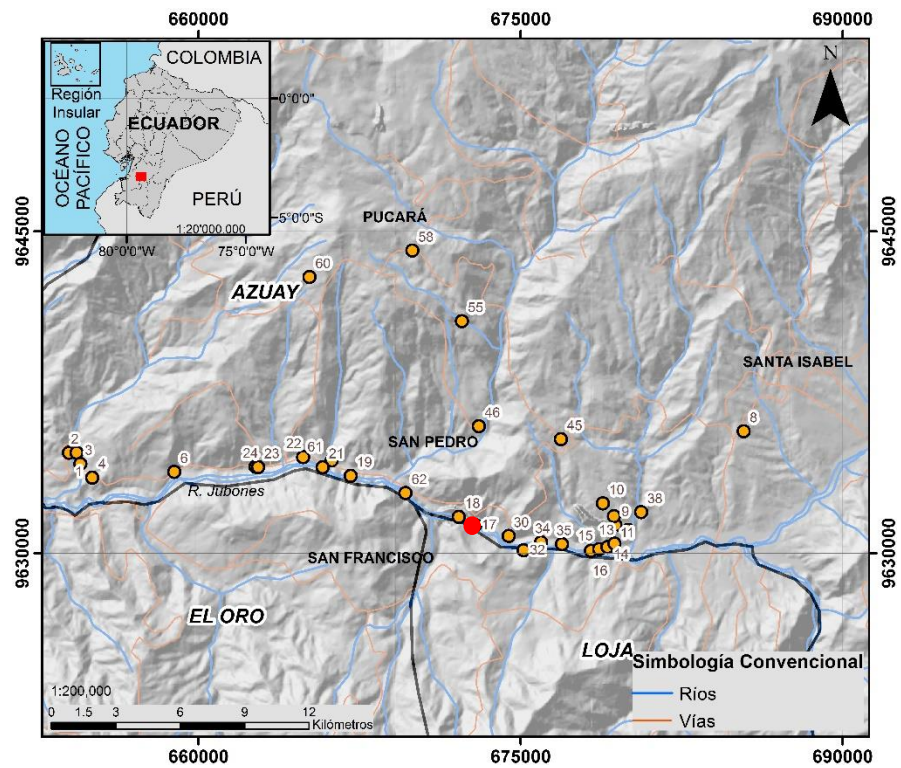 660000 675000 690000
COLOMBIA
Región
Insular
0°0'0"
ECUADOR
OCÉANO
PACÍFICO
PERÚ
1:20'000,000
5°0'0"S
80°0'0"W 75°0'0"W
N
9645000 9645000
PUCARÁ
58
60
AZUAY
55
SANTA ISABEL
8
46
45
SAN PEDRO
2
3
1
4
6
24
23
22
61
21
19
R. Jubones
62
18
17
30
34
35
32
10
9
38
13
11
15
14
16
9630000 9630000
SAN FRANCISCO
EL ORO
LOJA
Simbología Convencional
Ríos
Vías
1:200,000
0 1.5 3 6 9 12
Kilómetros
660000 675000 690000